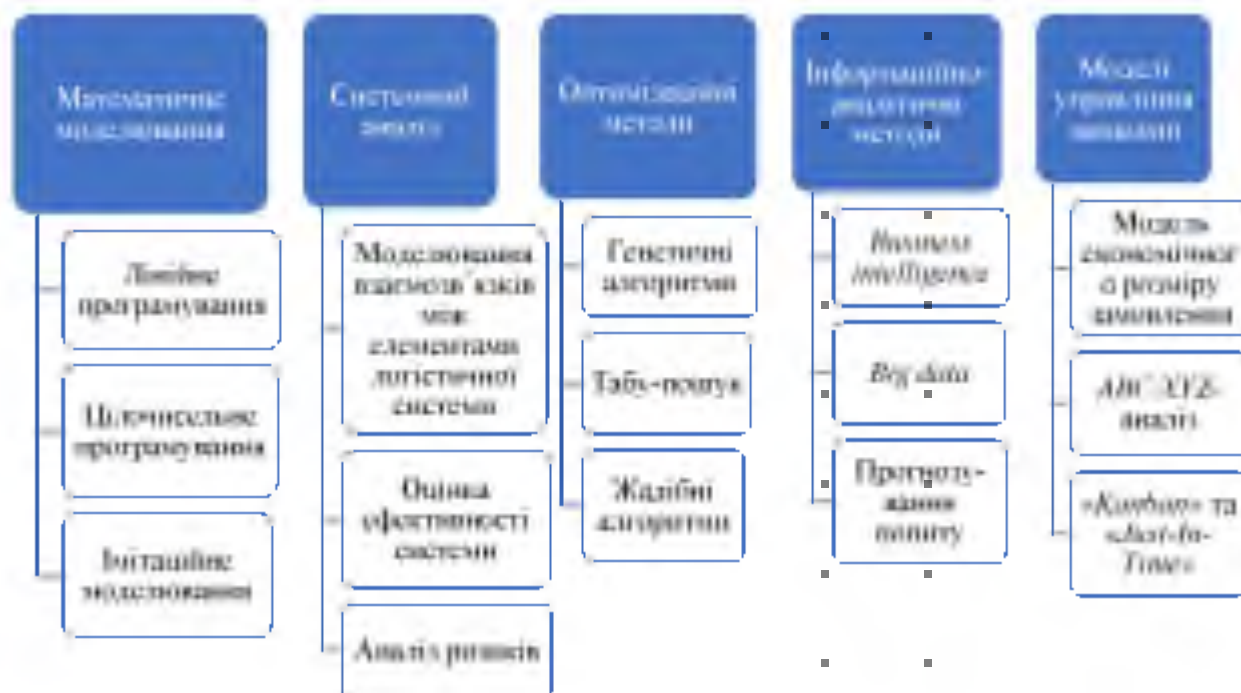 Математичне
моделювання
Лінійне
програмування
Цілочисельне
програмування
Імітаційне
моделювання
Системний
аналіз
Моделювання
взаємозв`язків
між
елементами
логістичної
системи
Оцінка
ефективності
системи
Аналіз ризиків
Оптимізаційні
методи
Генетичні
алгоритми
Табу-пошук
Жадібні
алгоритми
Інформаційно-
аналітичні
методи
Business
intelligence
Big data
Прогнозу-
вання
попиту
Моделі
управління
запасами
Модель
економічног
о розміру
замовлення
ABC-XYZ-
аналіз
«Kanban» та
«Just-In-
Time»